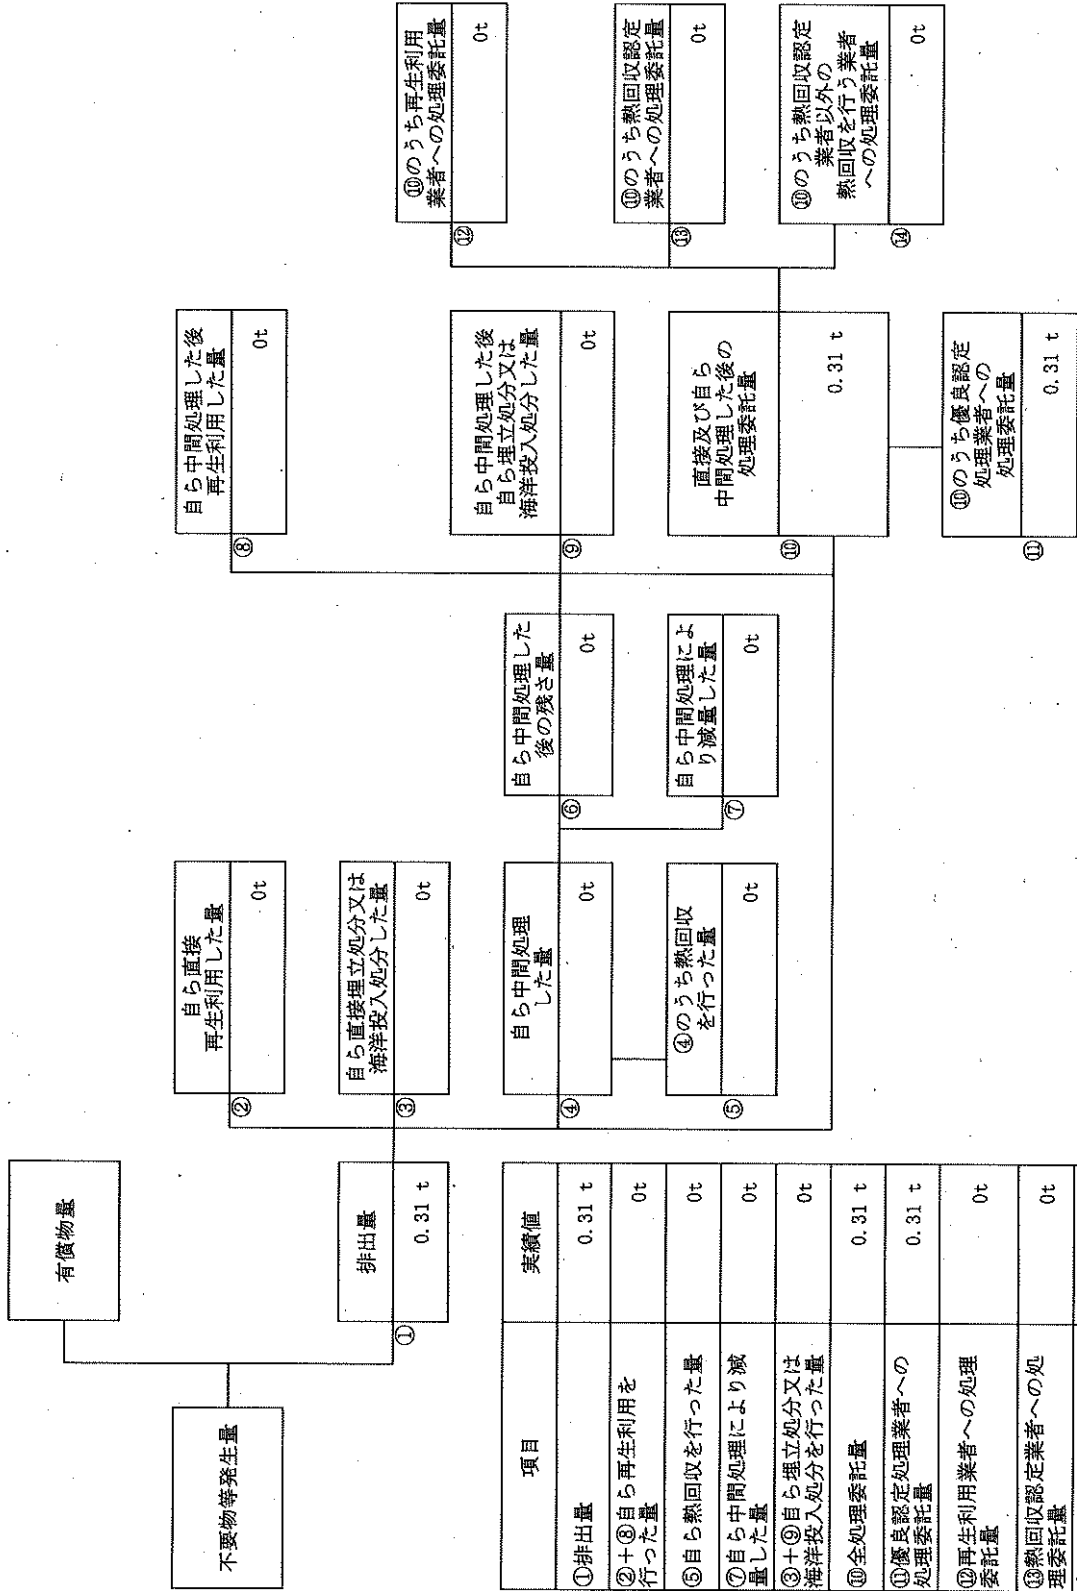 有償物量
不要物等発生量
排出量
①
0.31 t
自ら直接
再生利用した量
②
0t
自ら直接埋立処分又は
海洋投入処分した量
③
0t
自ら中間処理
した量
④
0t
④のうち熱回収
を行った量
⑤
0t
自ら中間処理した
後の残さ量
⑥
0t
自ら中間処理によ
り減量した量
⑦
0t
自ら中間処理した後
再生利用した量
⑧
0t
自ら中間処理した後
自ら埋立処分又は
海洋投入処分した量
⑨
0t
直接及び自ら
中間処理した後の
処理委託量
⑩
0.31 t
⑩のうち優良認定
処理業者への
処理委託量
⑪
0.31 t
⑩のうち再生利用
業者への処理委託量
⑫
0t
⑩のうち熱回収認定
業者への処理委託量
⑬
0t
⑩のうち熱回収認定
業者以外の
熱回収を行う業者
への処理委託量
⑭
0t
項目 実績値
①排出量 0.31 t
②+⑧自ら再生利用を
行った量 0t
⑤自ら熱回収を行った量 0t
⑦自ら中間処理により減
量した量 0t
③+⑨自ら埋立処分又は
海洋投入処分を行った量 0t
⑩全処理委託量 0.31 t
⑪優良認定処理業者への
処理委託量 0.31 t
⑫再生利用業者への処理
委託量 0t
⑬熱回収認定業者への処
理委託量 0t